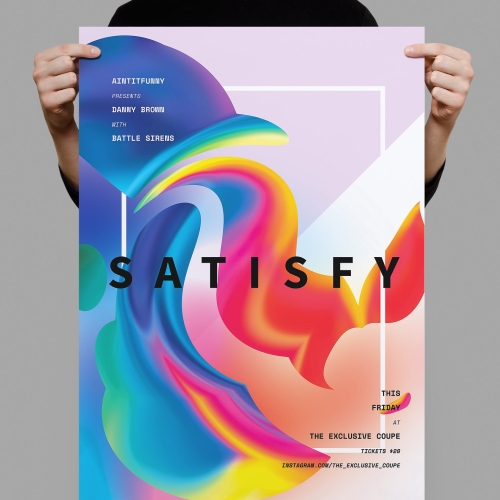 AINTITFUNNY
PRESENTS
DANNY BROWN
WITH
BATTLE SIRENS
SATISFY
THIS
FRIDAY
AT
THE EXCLUSIVE COUPE
TICKETS $20
INSTAGRAM.COM/THE_EXCLUSIVE_COUPE